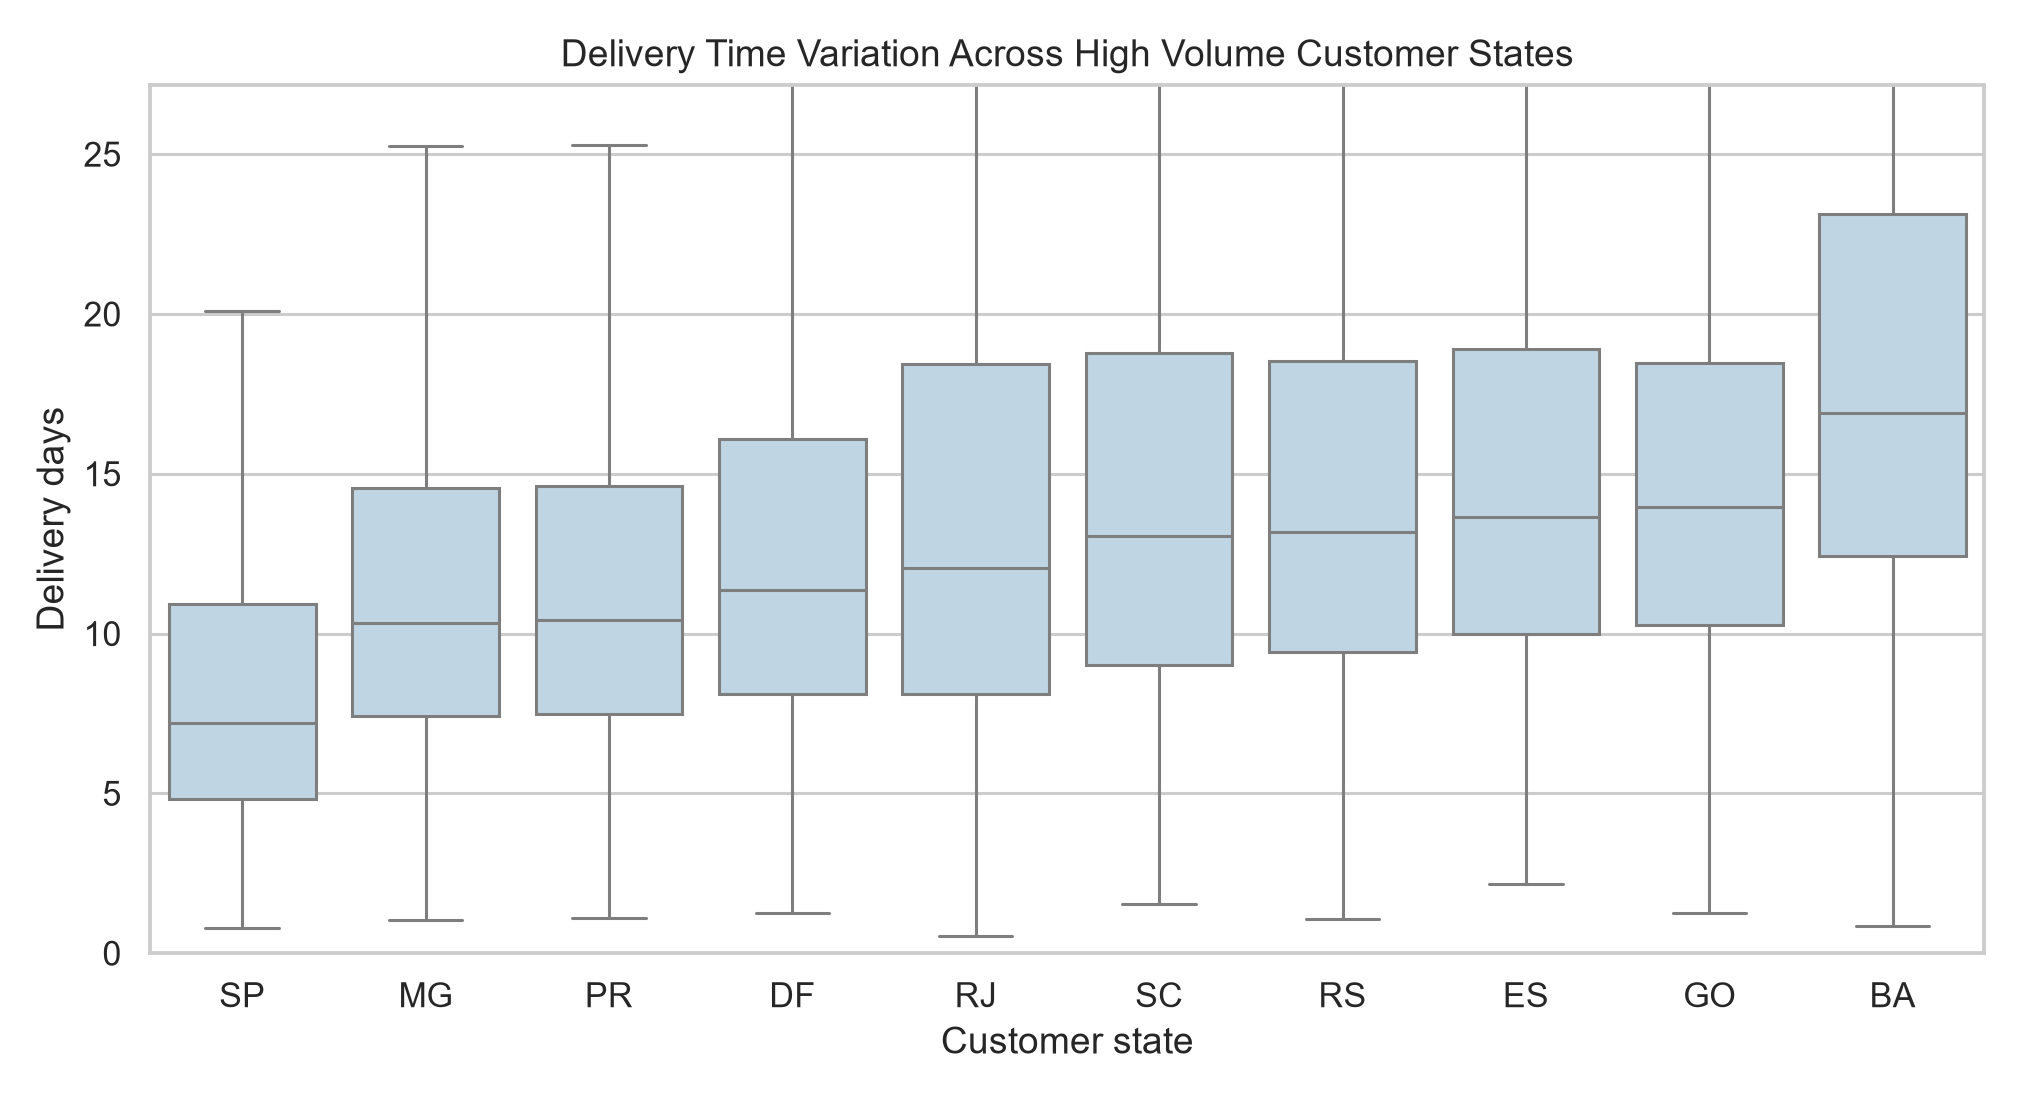 Delivery Time Variation Across High Volume Customer States
Delivery days
25
20
15
10
5
0
SP MG PR DF RJ SC RS ES GO BA
Customer state